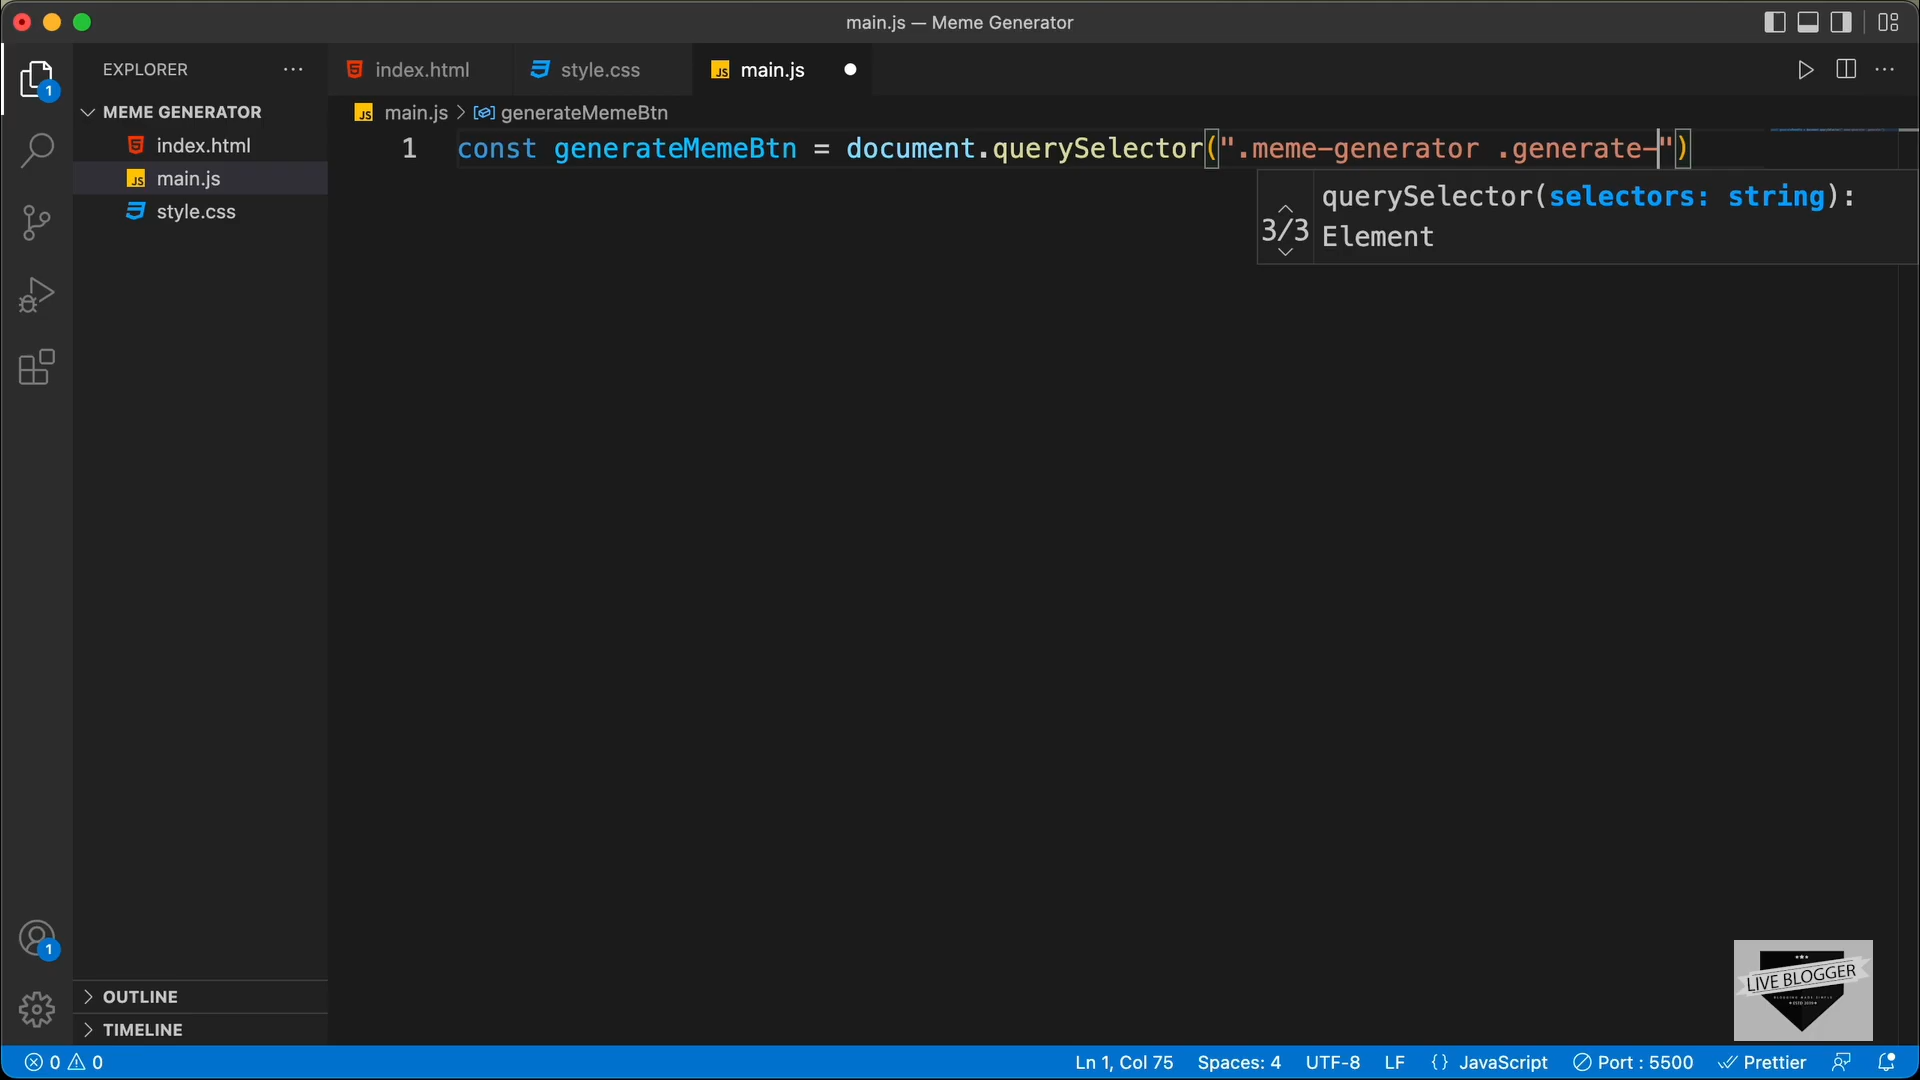 main.js — Meme Generator
EXPLORER
index.html
style.css
main.js
MEME GENERATOR
index.html
main.js
style.css
main.js > generateMemeBtn
1 const generateMemeBtn = document.querySelector(".meme-generator .generate-")
3/3
querySelector(selectors: string):
Element
1
1
LIVE BLOGGER
OUTLINE
TIMELINE
0 0
Ln 1, Col 75
Spaces: 4
UTF-8
LF
{} JavaScript
Port : 5500
Prettier